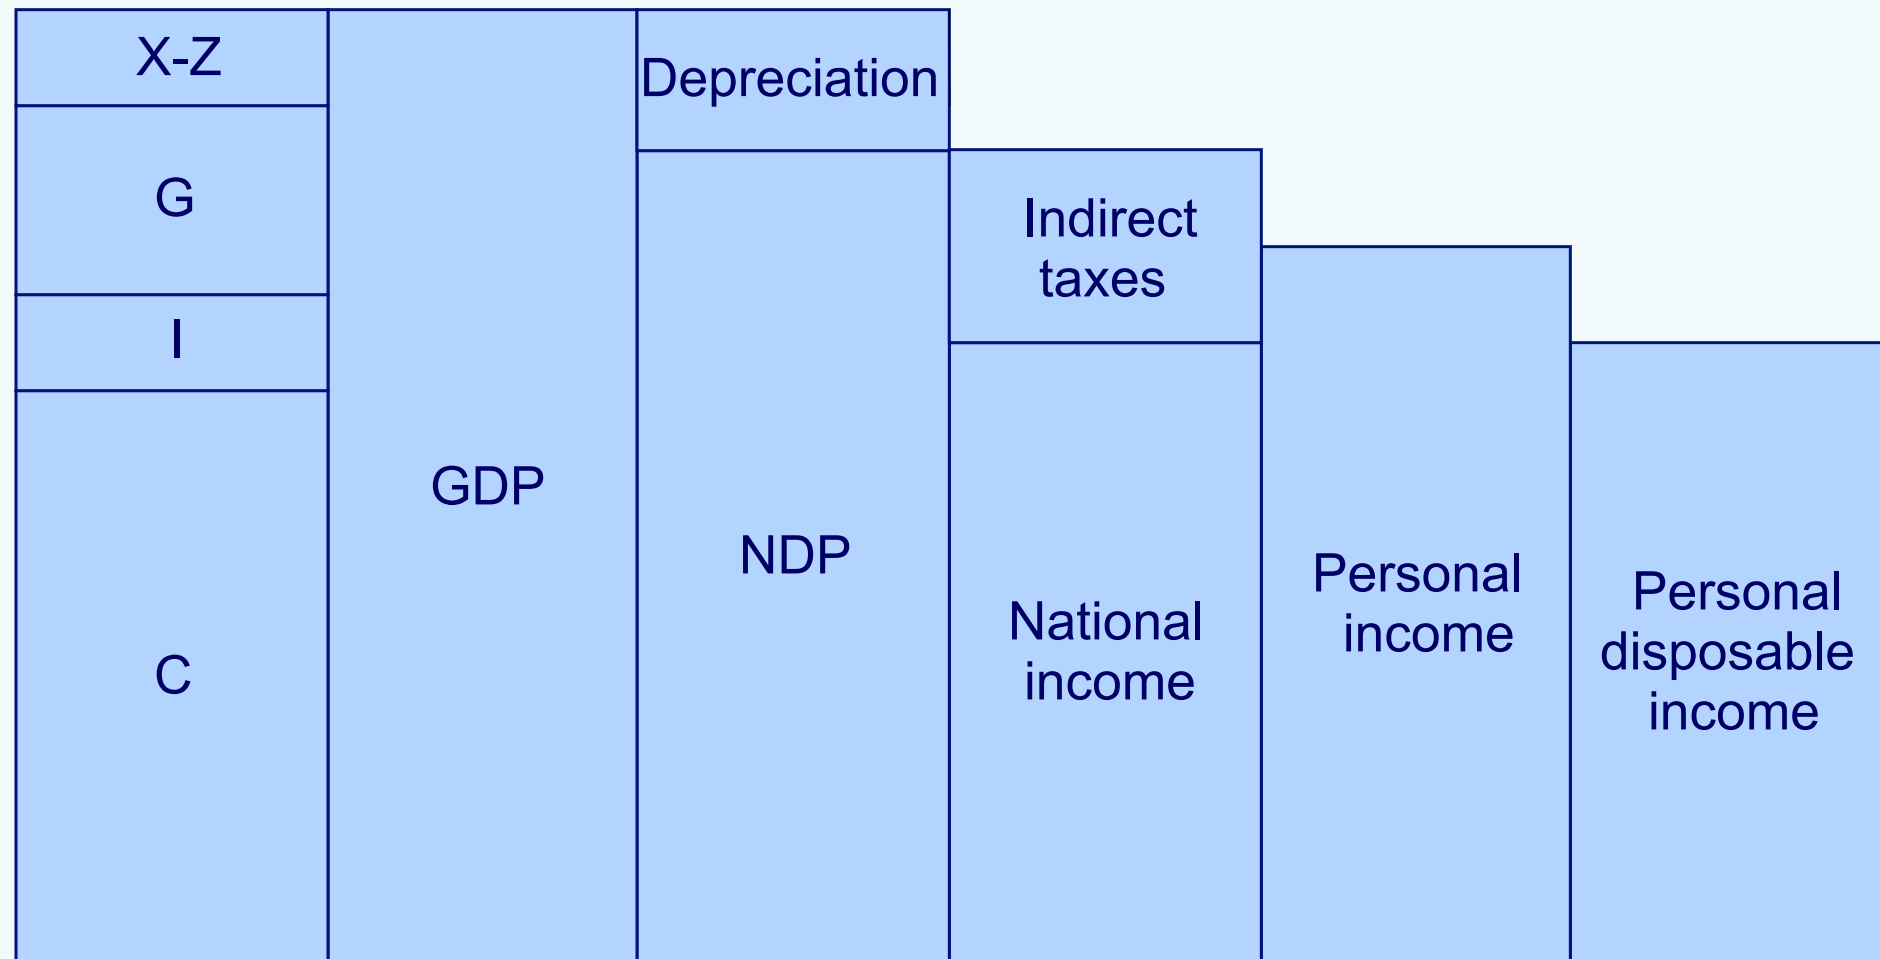 X-Z
G
I
C
GDP
Depreciation
NDP
Indirect
taxes
National
income
Personal
income
Personal
disposable
income